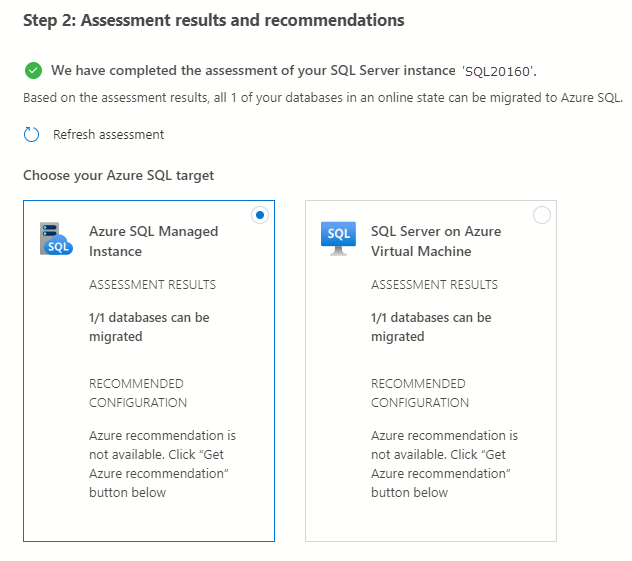 Step 2: Assessment results and recommendations
We have completed the assessment of your SQL Server instance 'SQL20160'.
Based on the assessment results, all 1 of your databases in an online state can be migrated to Azure SQL.
Refresh assessment
Choose your Azure SQL target
SQL
Azure SQL Managed
Instance
ASSESSMENT RESULTS
1/1 databases can be
migrated
RECOMMENDED
CONFIGURATION
Azure recommendation is
not available. Click “Get
Azure recommendation”
button below
SQL
SQL Server on Azure
Virtual Machine
ASSESSMENT RESULTS
1/1 databases can be
migrated
RECOMMENDED
CONFIGURATION
Azure recommendation is
not available. Click “Get
Azure recommendation”
button below